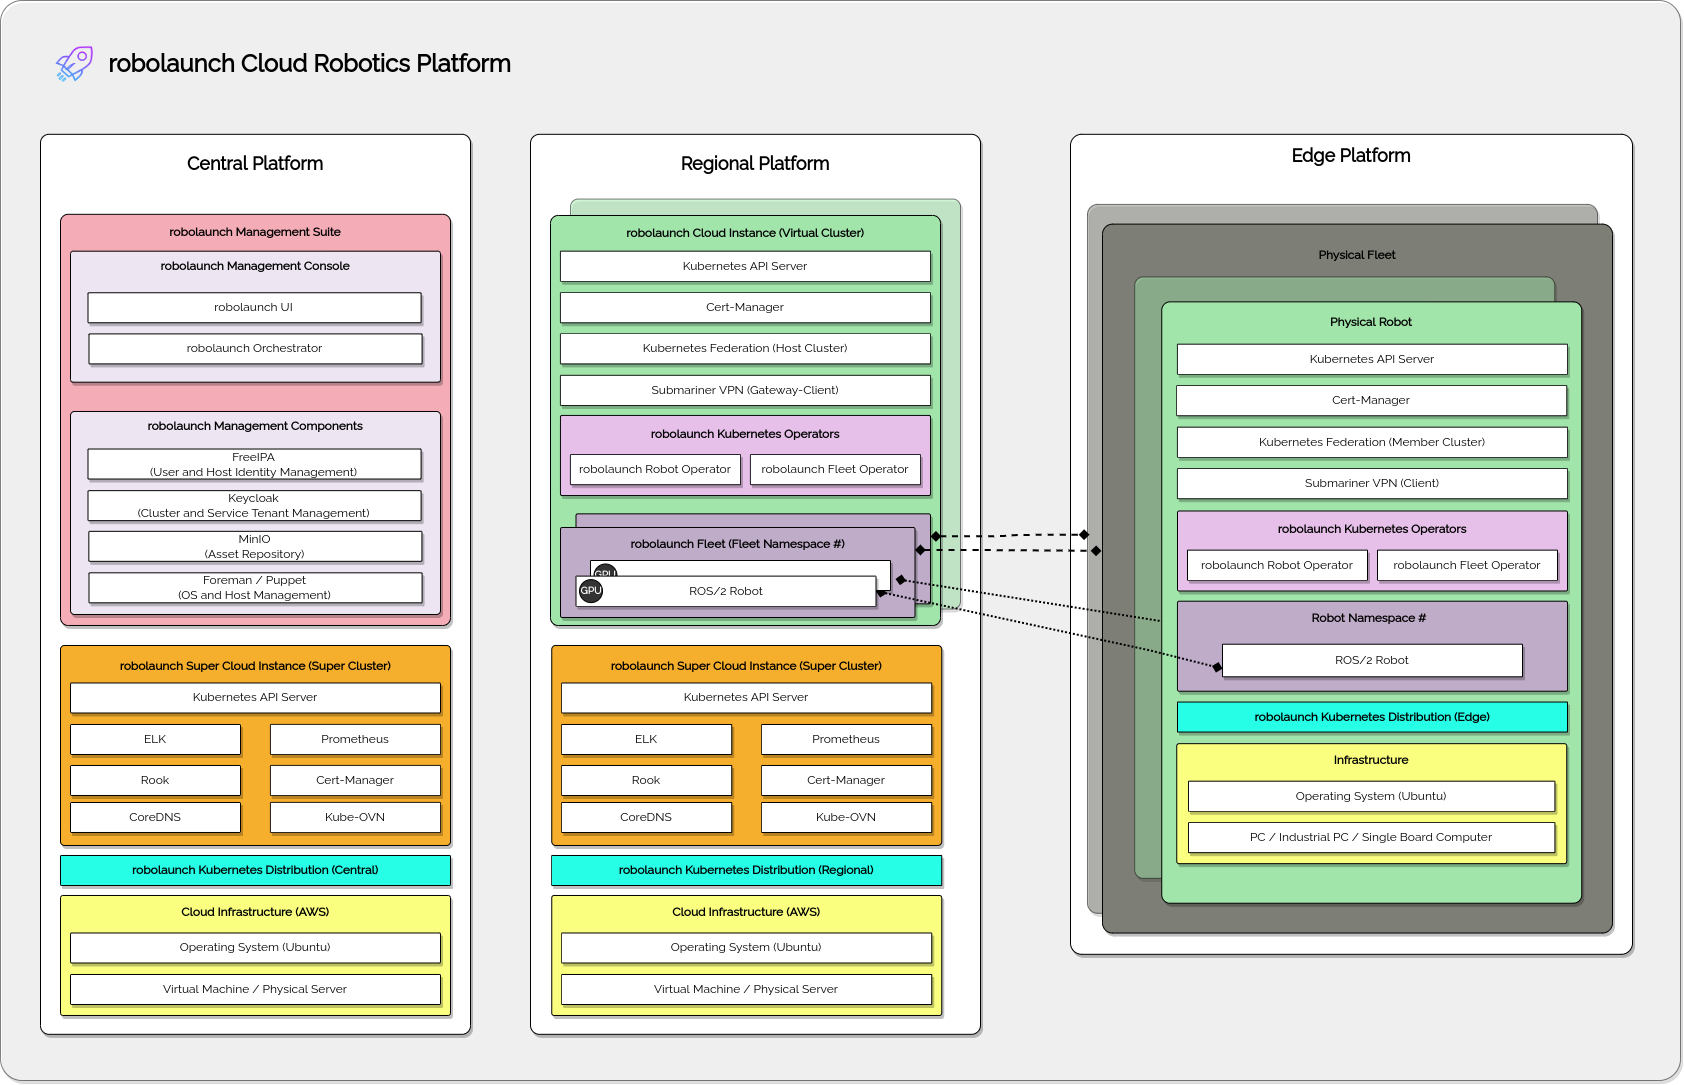 robolaunch Cloud Robotics Platform
Central Platform
robolaunch Management Suite
robolaunch Management Console
robolaunch UI
robolaunch Orchestrator
robolaunch Management Components
FreeIPA
(User and Host Identity Management)
Keycloak
(Cluster and Service Tenant Management)
MinIO
(Asset Repository)
Foreman / Puppet
(OS and Host Management)
robolaunch Super Cloud Instance (Super Cluster)
Kubernetes API Server
ELK
Prometheus
Rook
Cert-Manager
CoreDNS
Kube-OVN
robolaunch Kubernetes Distribution (Central)
Cloud Infrastructure (AWS)
Operating System (Ubuntu)
Virtual Machine / Physical Server
Regional Platform
robolaunch Cloud Instance (Virtual Cluster)
Kubernetes API Server
Cert-Manager
Kubernetes Federation (Host Cluster)
Submariner VPN (Gateway-Client)
robolaunch Kubernetes Operators
robolaunch Robot Operator
robolaunch Fleet Operator
robolaunch Fleet (Fleet Namespace #)
GPU
GPU
ROS/2 Robot
robolaunch Super Cloud Instance (Super Cluster)
Kubernetes API Server
ELK
Prometheus
Rook
Cert-Manager
CoreDNS
Kube-OVN
robolaunch Kubernetes Distribution (Regional)
Cloud Infrastructure (AWS)
Operating System (Ubuntu)
Virtual Machine / Physical Server
Edge Platform
Physical Fleet
Physical Robot
Kubernetes API Server
Cert-Manager
Kubernetes Federation (Member Cluster)
Submariner VPN (Client)
robolaunch Kubernetes Operators
robolaunch Robot Operator
robolaunch Fleet Operator
Robot Namespace #
ROS/2 Robot
robolaunch Kubernetes Distribution (Edge)
Infrastructure
Operating System (Ubuntu)
PC / Industrial PC / Single Board Computer